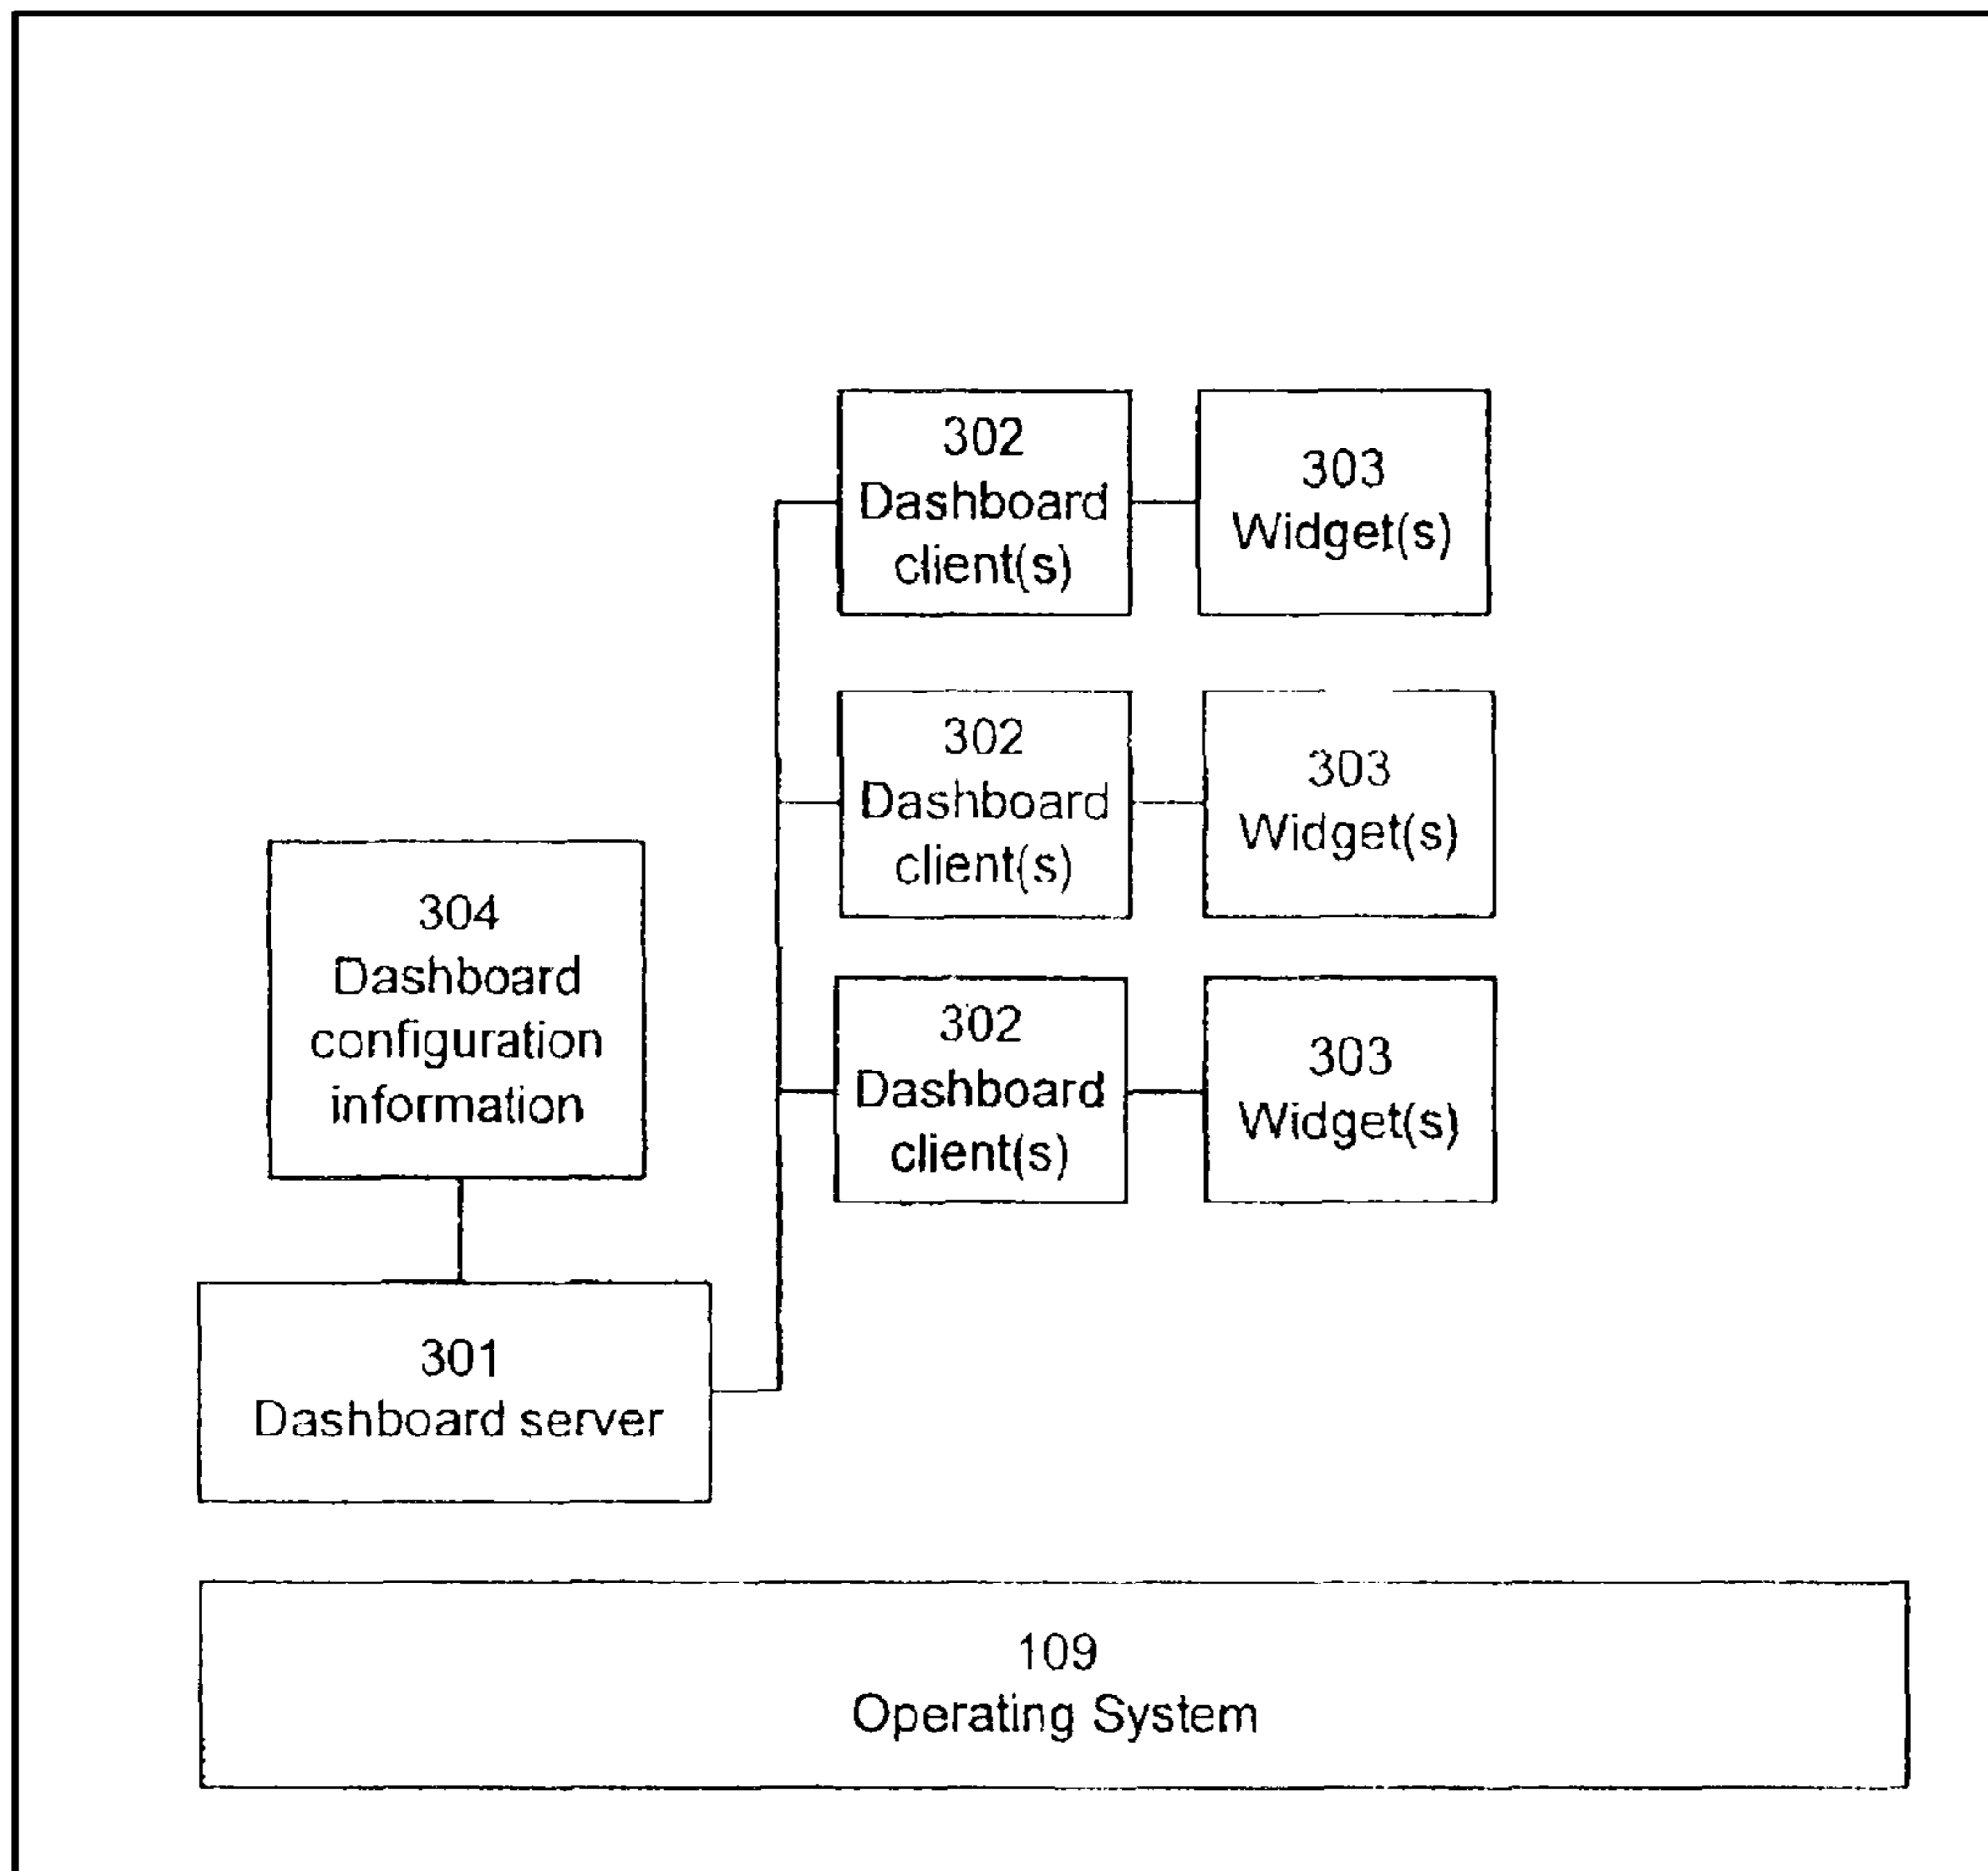 302
Dashboard
client(s)
303
Widget(s)
302
Dashboard
client(s)
303
Widget(s)
304
Dashboard
configuration
information
302
Dashboard
client(s)
303
Widget(s)
301
Dashboard server
109
Operating System